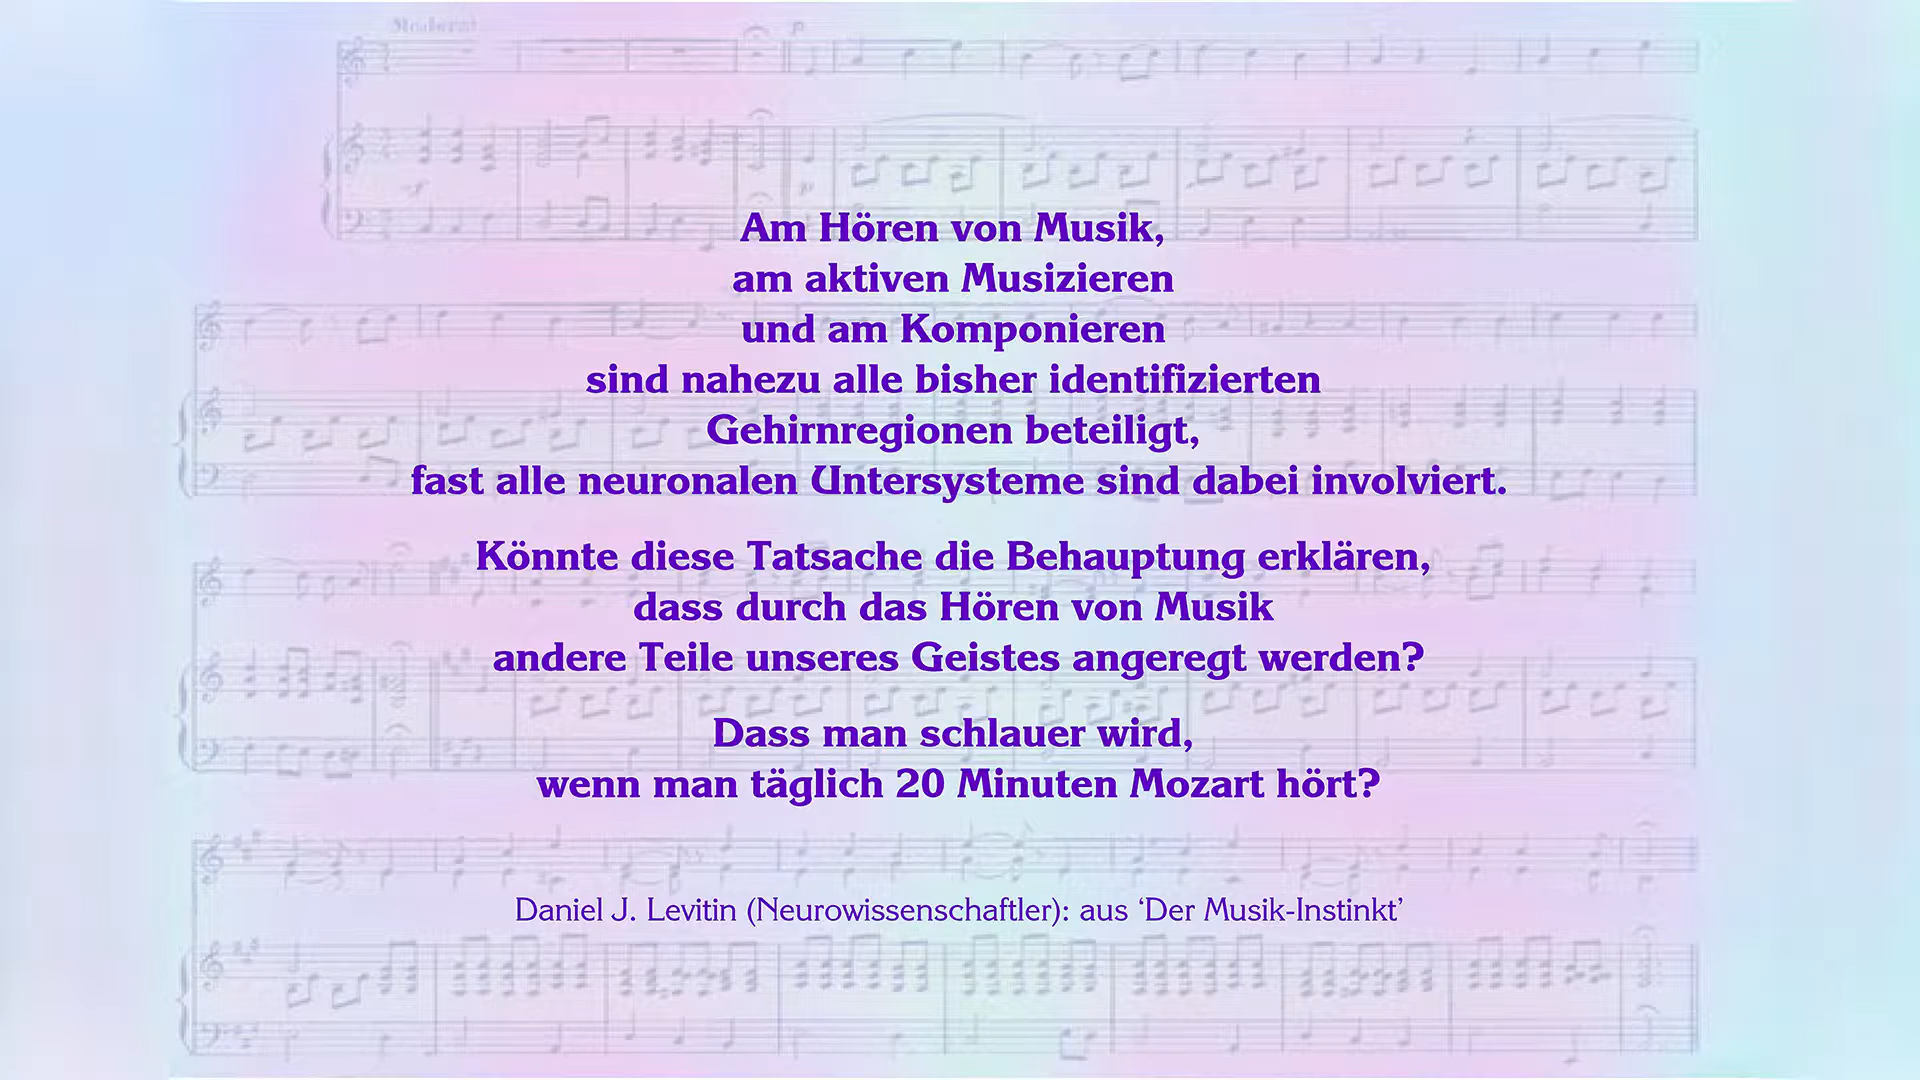 Moderat
Am Hören von Musik,
am aktiven Musizieren
und am Komponieren
sind nahezu alle bisher identifizierten
Gehirnregionen beteiligt,
fast alle neuronalen Untersysteme sind dabei involviert.
Könnte diese Tatsache die Behauptung erklären,
dass durch das Hören von Musik
andere Teile unseres Geistes angeregt werden?
Dass man schlauer wird,
wenn man täglich 20 Minuten Mozart hört?
Daniel J. Levitin (Neurowissenschaftler): aus ‘Der Musik-Instinkt’